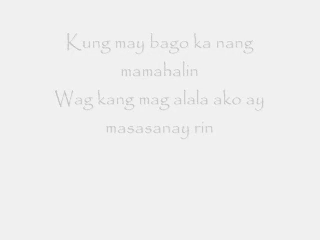 Kung may bago ka nang
mamahalin
Wag kang mag alala ako ay
masasanay rin